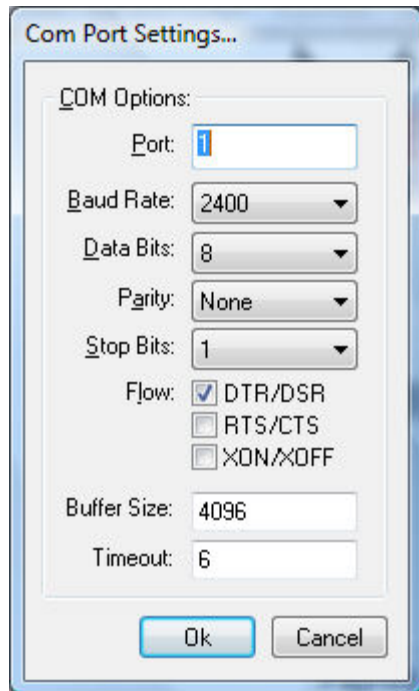 Com Port Settings...
COM Options:
Port: 1
Baud Rate: 2400
Data Bits: 8
Parity: None
Stop Bits: 1
Flow: DTR/DSR
RTS/CTS
XON/XOFF
Buffer Size: 4096
Timeout: 6
Ok Cancel